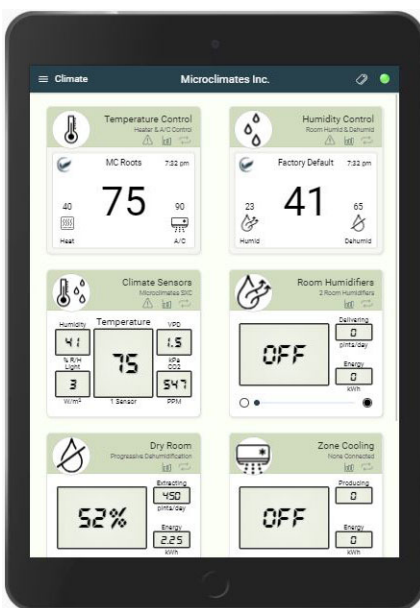 Climate
Microclimates Inc.
Temperature Control
Heater & A/C Control
MC Roots
7:32 pm
40
75
90
Heat
A/C
Humidity Control
Room Humid & Dehumid
Factory Default
7:32 pm
23
41
65
Humid
Dehumid
Climate Sensors
Microclimates SXC
Humidity
Temperature
VPD
41
75
1.5
% R/H
kPa
Light
CO2
3
547
W/m²
1 Sensor
PPM
Room Humidifiers
2 Room Humidifiers
Delivering
OFF
0
pints/day
Energy
0
kWh
Dry Room
Progressive Dehumidification
Extracting
52%
450
pints/day
Energy
2.25
kWh
Zone Cooling
None Connected
Producing
OFF
0
Energy
0
kWh